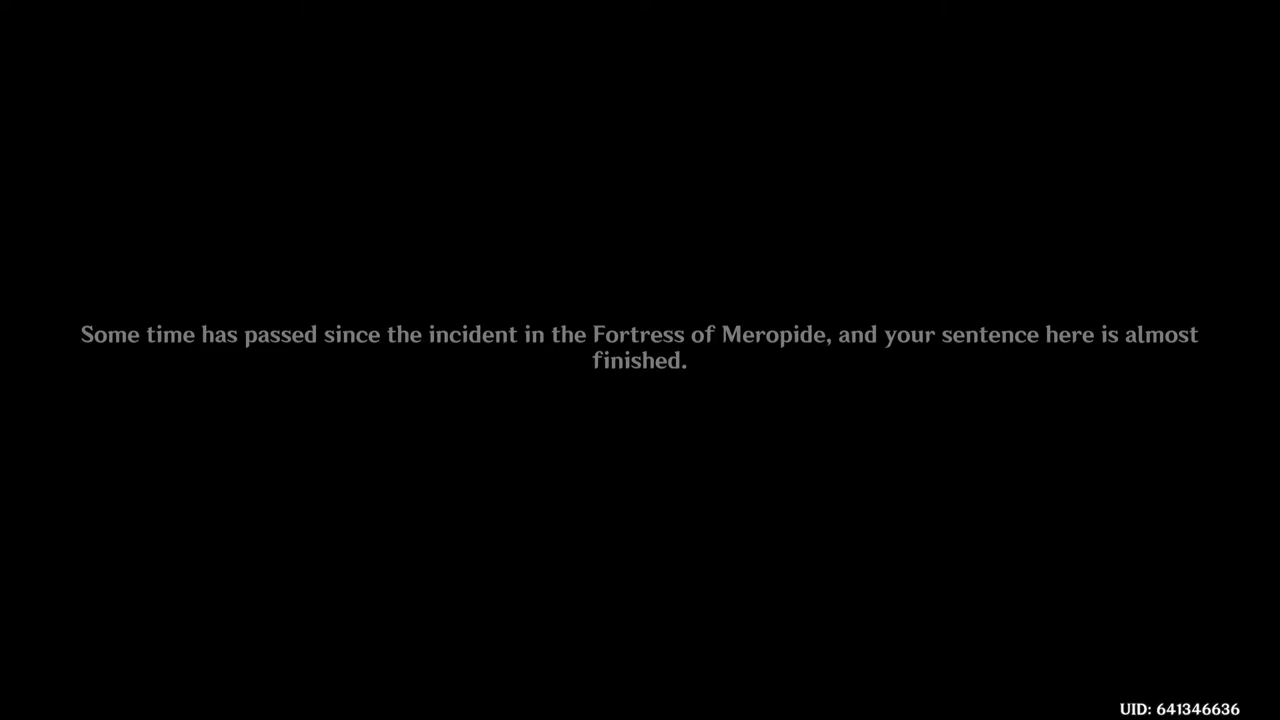 Some time has passed since the incident in the Fortress of Meropide, and your sentence here is almost
finished.
UID: 641346636